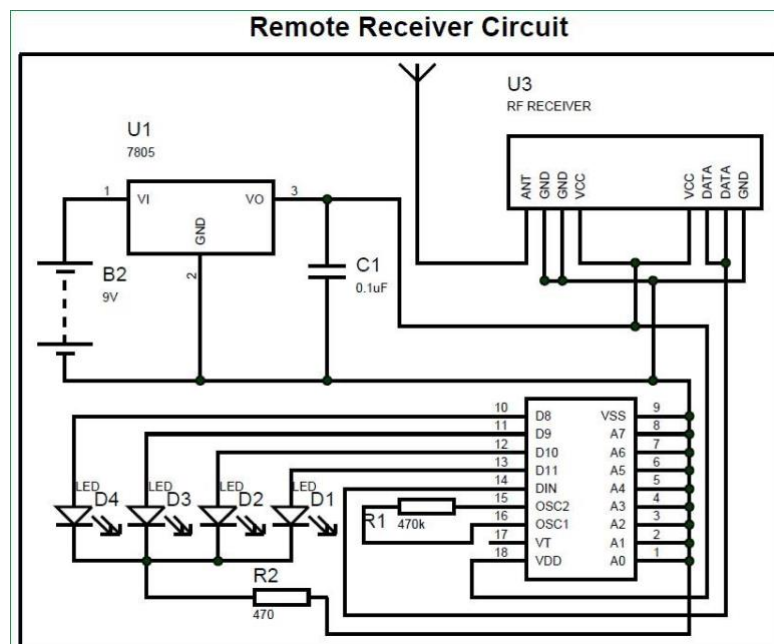 Remote Receiver Circuit
U3
RF RECEIVER
ANT
GND
GND
VCC
VCC
DATA
DATA
GND
U1
7805
1
VI
VO
3
GND
2
B2
9V
C1
0.1uF
10
D8
VSS
9
11
D9
A7
8
12
D10
A6
7
13
D11
A5
6
14
DIN
A4
5
15
OSC2
A3
4
16
OSC1
A2
3
17
VT
A1
2
18
VDD
A0
1
LED
D4
LED
D3
LED
D2
LED
D1
R1
470k
R2
470